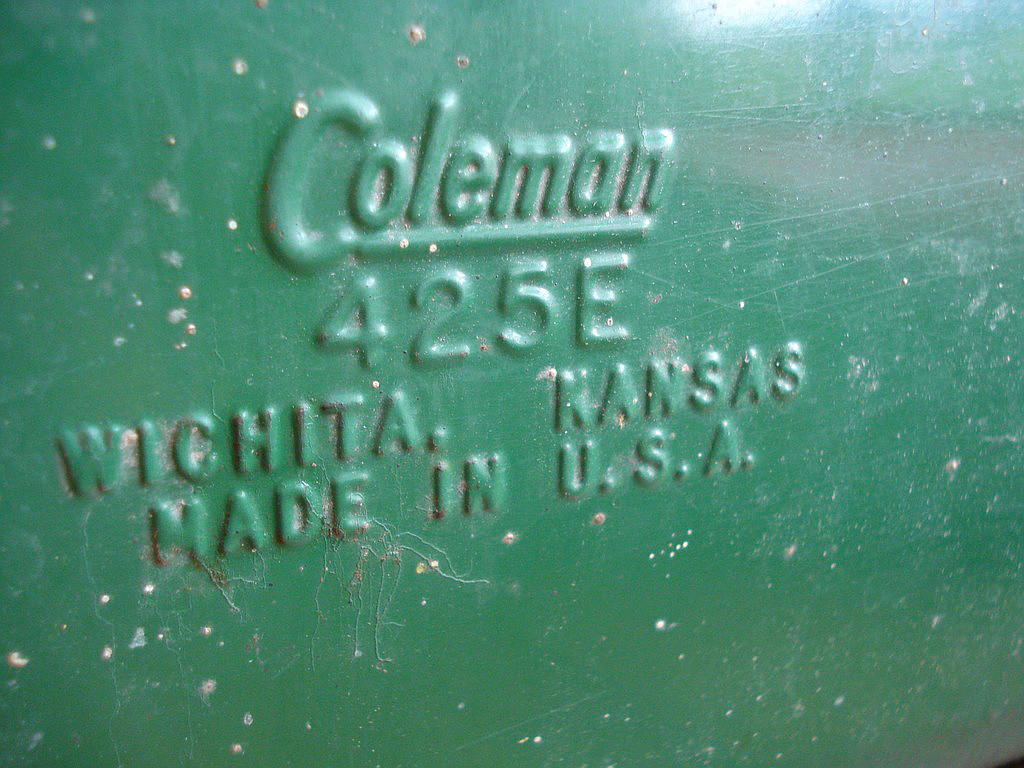 Coleman
425E
WICHITA, KANSAS
MADE IN U.S.A.